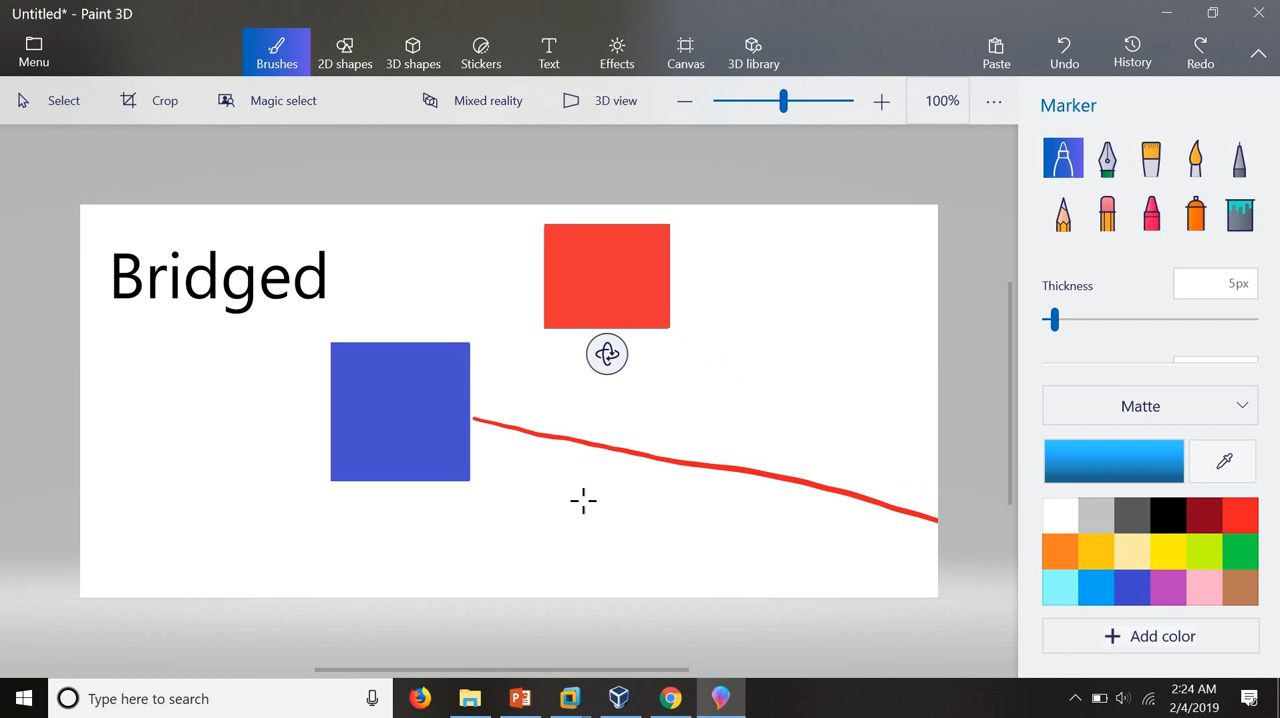 Untitled* - Paint 3D
Menu
Brushes
2D shapes
3D shapes
Stickers
Text
Effects
Canvas
3D library
Paste
Undo
History
Redo
Select
Crop
Magic select
Mixed reality
3D view
100%
Marker
Thickness
5px
Matte
Add color
Bridged
Type here to search
2:24 AM
2/4/2019